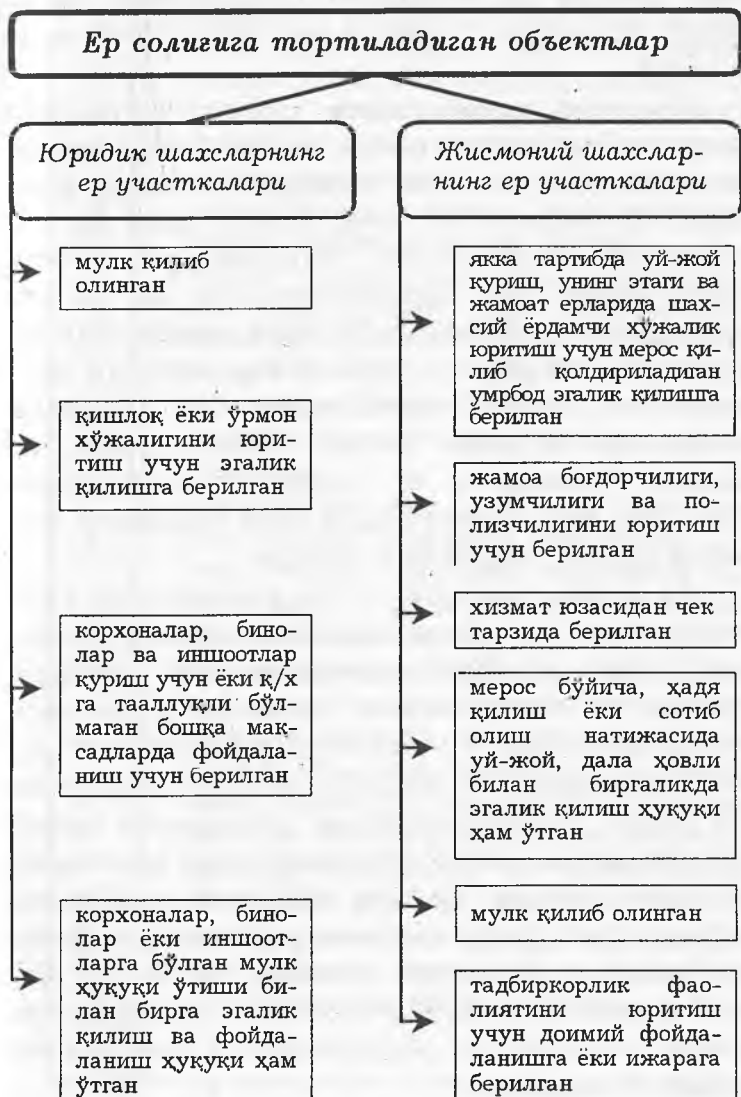 Ер солиғига тортиладиган объектлар
Юридик шахсларнинг
ер участкалари
мулк қилиб
олинган
қишлоқ ёки ўрмон
хўжалигини юри-
тиш учун эгалик
қилишга берилган
корхоналар, бино-
лар ва иншоотлар
қуриш учун ёки қ/х
га тааллуқли бўл-
маган бошқа мақ-
садларда фойдала-
ниш учун берилган
корхоналар, бино-
лар ёки иншоот-
ларга бўлган мулк
ҳуқуқи ўтиши би-
лан бирга эгалик
қилиш ва фойда-
ланиш ҳуқуқи ҳам
ўтган
Жисмоний шахслар-
нинг ер участкалари
якка тартибда уй-жой
қуриш, унинг этаги ва
жамоат ерларида шах-
сий ёрдамчи хўжалик
юритиш учун мерос қи-
либ қолдириладиган
умрбод эгалик қилишга
берилган
жамоа боғдорчилиги,
узумчилиги ва по-
лизчилигини юритиш
учун берилган
хизмат юзасидан чек
тарзида берилган
мерос бўйича, ҳадя
қилиш ёки сотиб
олиш натижасида
уй-жой, дала ҳовли
билан биргаликда
эгалик қилиш ҳуқуқи
ҳам ўтган
мулк қилиб олинган
тадбиркорлик фао-
лиятини юритиш
учун доимий фойда-
ланишга ёки ижарага
берилган